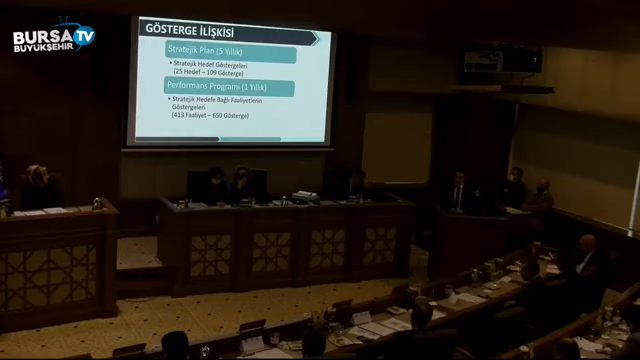 BURSA TV
BÜYÜKŞEHİR
GÖSTERGE İLİŞKİSİ
Stratejik Plan (5 Yıllık)
• Stratejik Hedef Göstergeleri
(25 Hedef – 109 Gösterge)
Performans Programı (1 Yıllık)
• Stratejik Hedefe Bağlı Faaliyetlerin
Göstergeleri
(413 Faaliyet – 650 Gösterge)